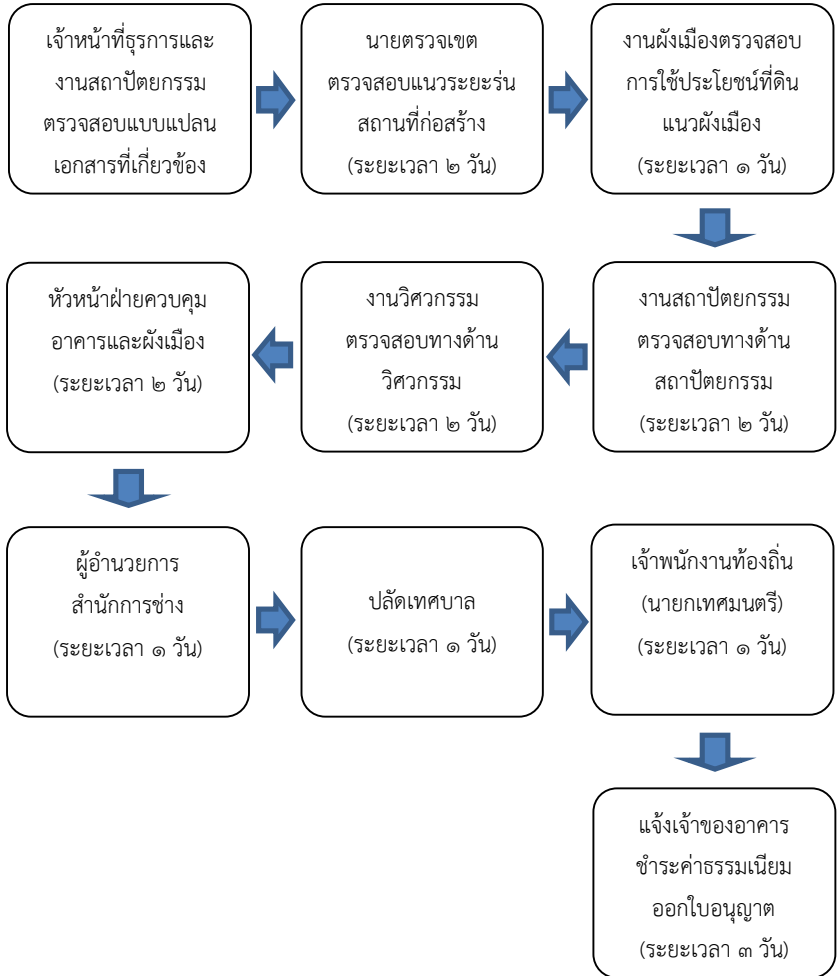 เจ้าหน้าที่ธุรการและ
งานสถาปัตยกรรม
ตรวจสอบแบบแปลน
เอกสารที่เกี่ยวข้อง
นายตรวจเขต
ตรวจสอบแนวระยะร่น
สถานที่ก่อสร้าง
(ระยะเวลา ๒ วัน)
งานผังเมืองตรวจสอบ
การใช้ประโยชน์ที่ดิน
แนวผังเมือง
(ระยะเวลา ๑ วัน)
งานสถาปัตยกรรม
ตรวจสอบทางด้าน
สถาปัตยกรรม
(ระยะเวลา ๒ วัน)
งานวิศวกรรม
ตรวจสอบทางด้าน
วิศวกรรม
(ระยะเวลา ๒ วัน)
หัวหน้าฝ่ายควบคุม
อาคารและผังเมือง
(ระยะเวลา ๒ วัน)
ผู้อำนวยการ
สำนักการช่าง
(ระยะเวลา ๑ วัน)
ปลัดเทศบาล
(ระยะเวลา ๑ วัน)
เจ้าพนักงานท้องถิ่น
(นายกเทศมนตรี)
(ระยะเวลา ๑ วัน)
แจ้งเจ้าของอาคาร
ชำระค่าธรรมเนียม
ออกใบอนุญาต
(ระยะเวลา ๓ วัน)